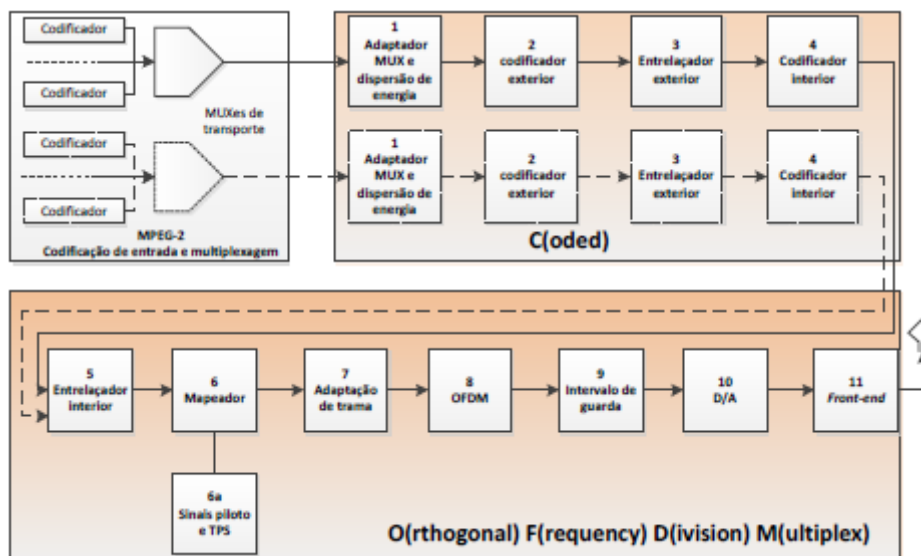 Codificador
Codificador
Codificador
Codificador
MUXes de
transporte
MPEG-2
Codificação de entrada e multiplexagem
1
Adaptador
MUX e
dispersão de
energia
2
codificador
exterior
3
Entrelaçador
exterior
4
Codificador
interior
1
Adaptador
MUX e
dispersão de
energia
2
codificador
exterior
3
Entrelaçador
exterior
4
Codificador
interior
C(oded)
5
Entrelaçador
interior
6
Mapeador
7
Adaptação
de trama
8
OFDM
9
Intervalo de
guarda
10
D/A
11
Front-end
6a
Sinais piloto
e TPS
O(rthogonal) F(requency) D(ivision) M(ultiplex)